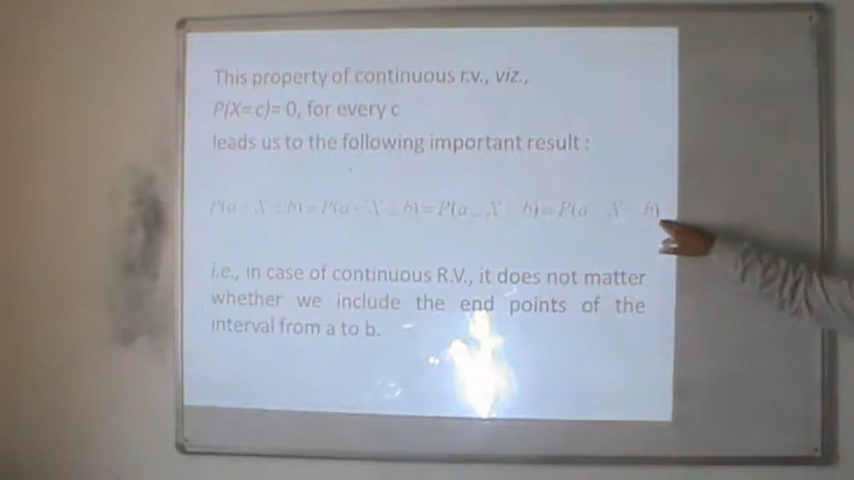 This property of continuous r.v., viz.,
P(X=c)= 0, for every c
leads us to the following important result :
i.e., in case of continuous R.V., it does not matter
whether we include the end points of the
interval from a to b.